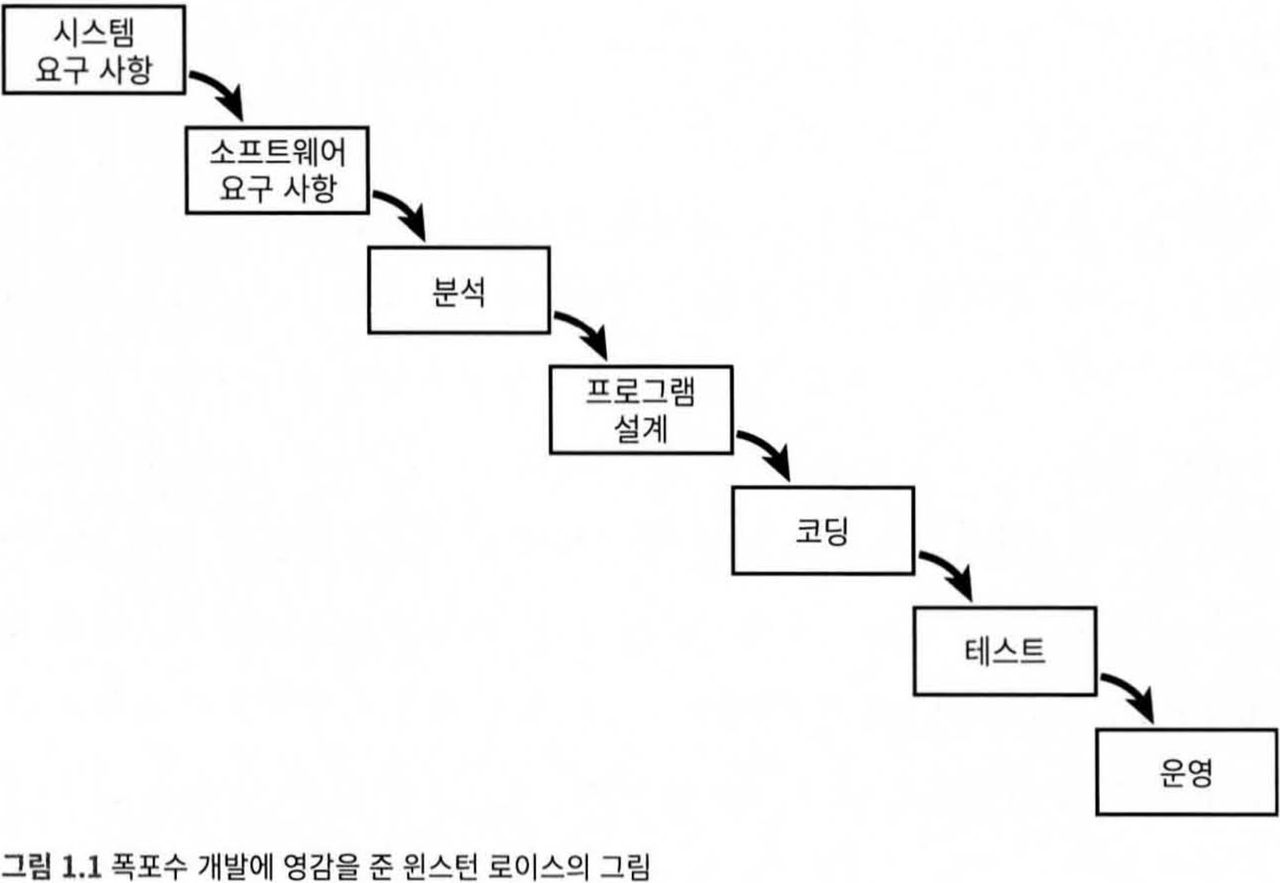 시스템
요구 사항
소프트웨어
요구 사항
분석
프로그램
설계
코딩
테스트
운영
그림 1.1 폭포수 개발에 영감을 준 윈스턴 로이스의 그림